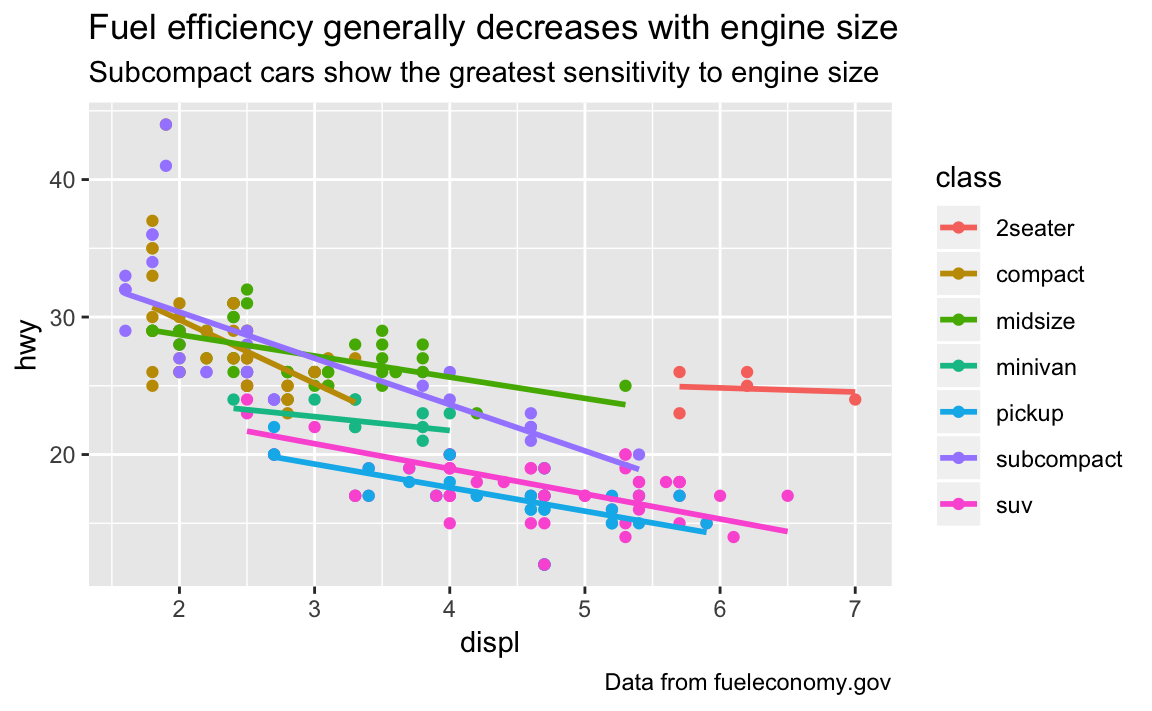 Fuel efficiency generally decreases with engine size
Subcompact cars show the greatest sensitivity to engine size
40
30
20
hwy
2 3 4 5 6 7
displ
Data from fueleconomy.gov
class
2seater
compact
midsize
minivan
pickup
subcompact
suv